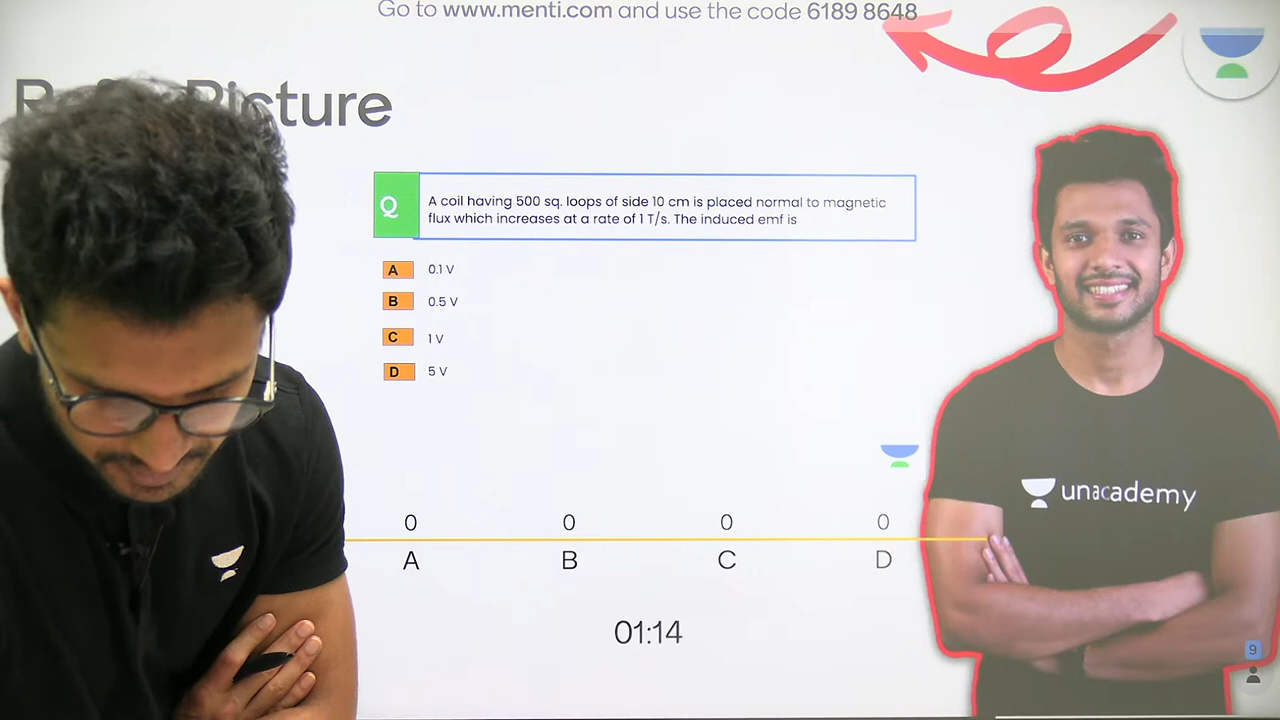 Go to www.menti.com and use the code 6189 8648
Picture
Q
A coil having 500 sq. loops of side 10 cm is placed normal to magnetic
flux which increases at a rate of 1 T/s. The induced emf is
A 0.1 V
B 0.5 V
C 1 V
D 5 V
unacademy
0 0 0 0
A B C D
01:14
9